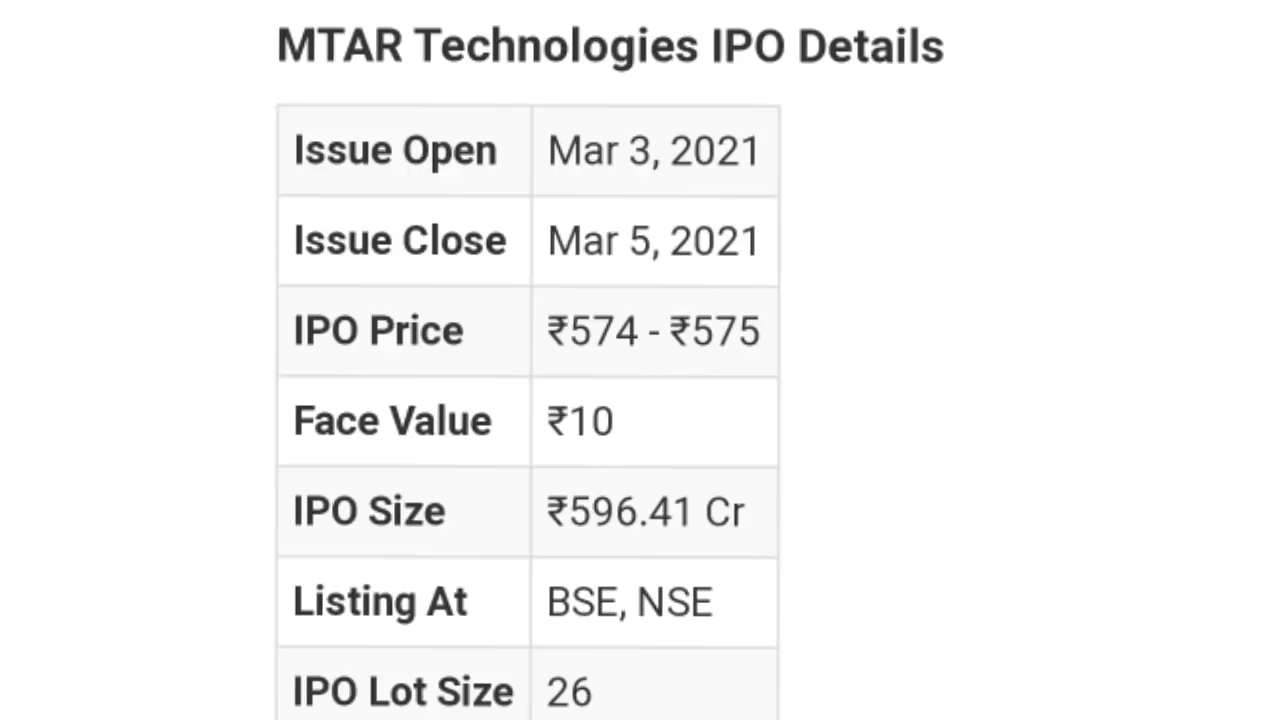 MTAR Technologies IPO Details
Issue Open Mar 3, 2021
Issue Close Mar 5, 2021
IPO Price ₹574 - ₹575
Face Value ₹10
IPO Size ₹596.41 Cr
Listing At BSE, NSE
IPO Lot Size 26